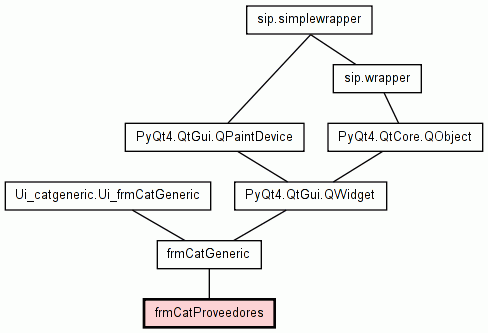 sip.simplewrapper
sip.wrapper
PyQt4.QtGui.QPaintDevice
PyQt4.QtCore.QObject
Ui_catgeneric.Ui_frmCatGeneric
PyQt4.QtGui.QWidget
frmCatGeneric
frmCatProveedores